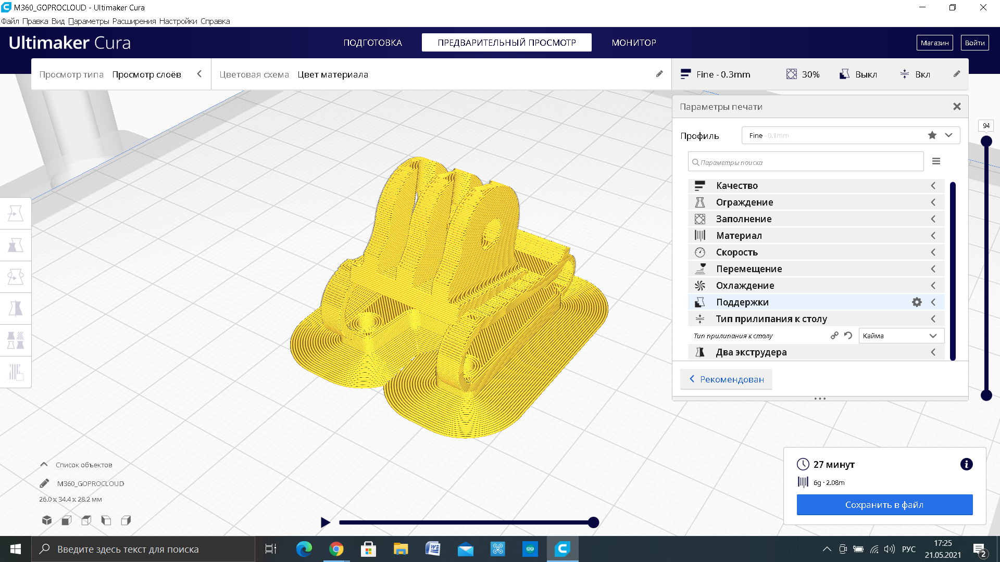 M360_GOPROCLOUD - Ultimaker Cura
Файл Правка Вид Параметры Расширения Настройки Справка
Ultimaker Cura
ПОДГОТОВКА
ПРЕДВАРИТЕЛЬНЫЙ ПРОСМОТР
МОНИТОР
Магазин
Войти
Просмотр типа Просмотр слоёв
Цветовая схема Цвет материала
Fine - 0.3mm
30%
Выкл
Вкл
Параметры печати
Профиль
Fine - 0.1mm
Параметры поиска
Качество
Ограждение
Заполнение
Материал
Скорость
Перемещение
Охлаждение
Поддержки
Тип прилипания к столу
Тип прилипания к столу
Кайма
Два экструдера
Рекомендован
94
Список объектов
M360_GOPROCLOUD
26.0 x 34.4 x 28.2 мм
27 минут
6g · 2.08m
Сохранить в файл
Введите здесь текст для поиска
РУС
17:25
21.05.2021
2